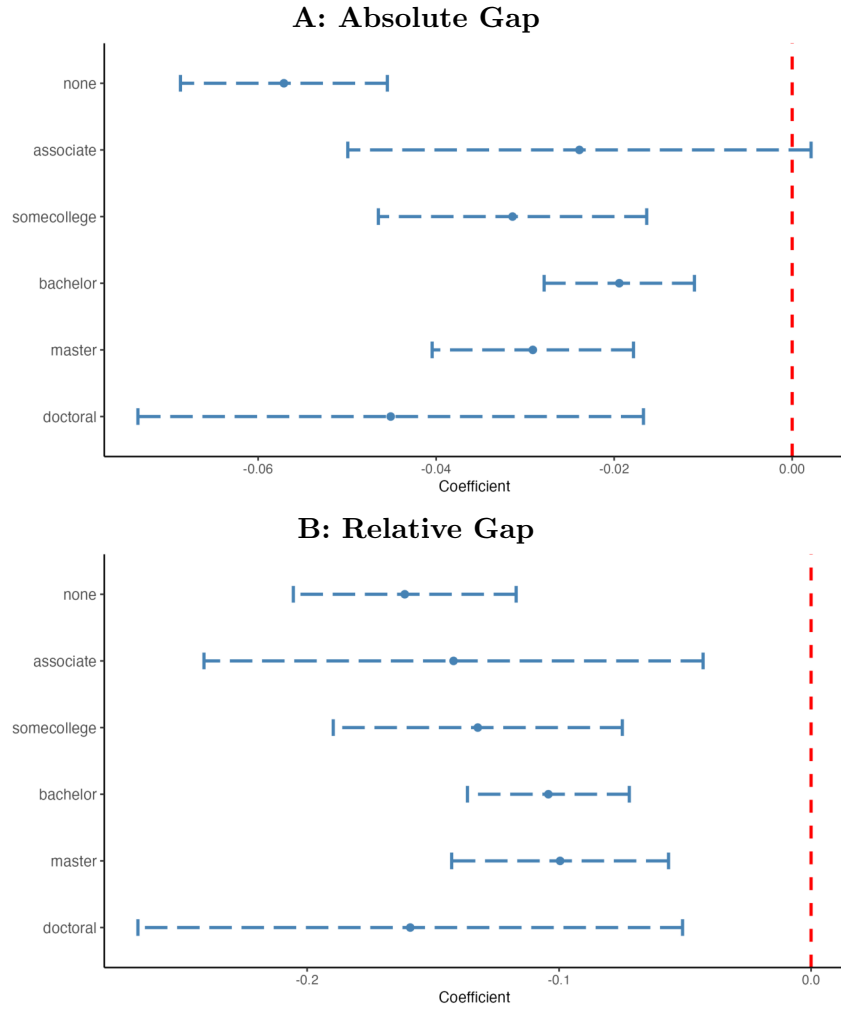 A: Absolute Gap
none
associate
somecollege
bachelor
master
doctoral
-0.06 -0.04 -0.02 0.00
Coefficient
B: Relative Gap
none
associate
somecollege
bachelor
master
doctoral
-0.2 -0.1 0.0
Coefficient